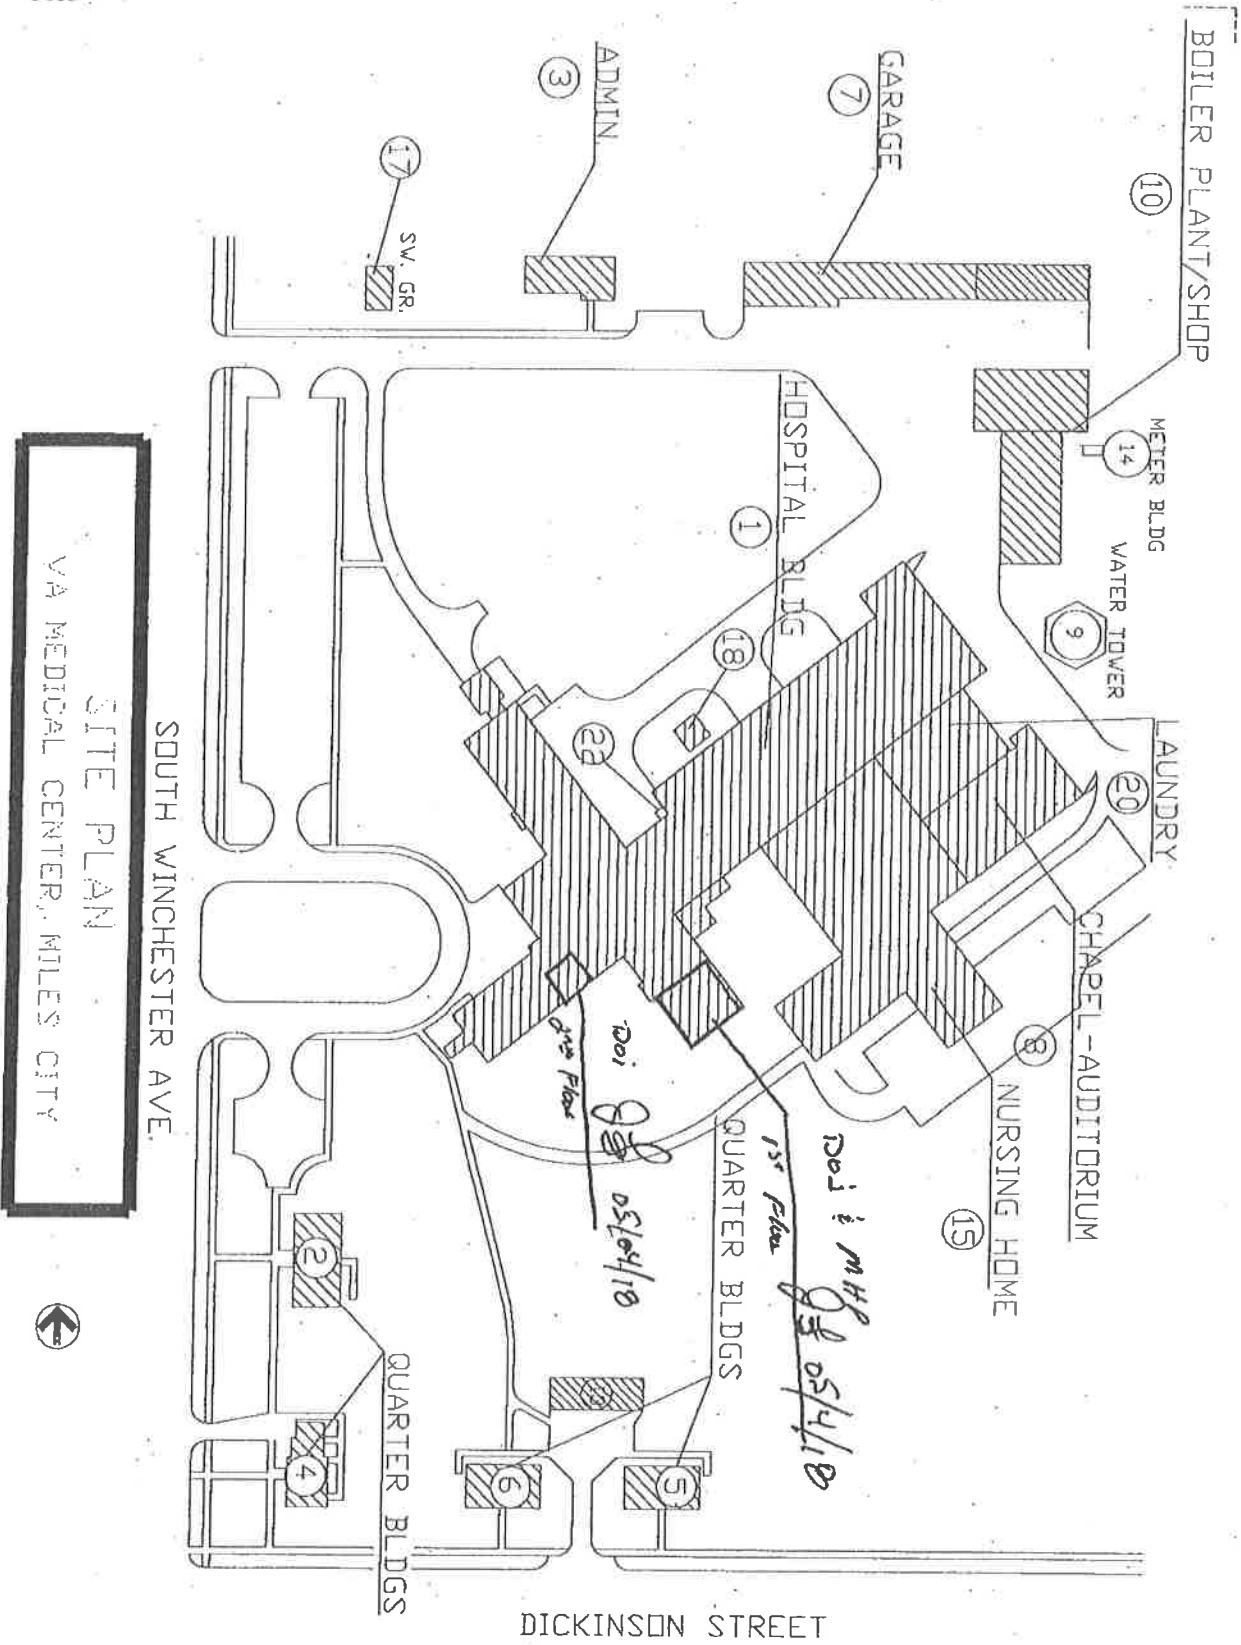 BOILER PLANT/SHOP
10
GARAGE
7
ADMIN.
3
17
SW. GR.
METER BLDG
14
WATER TOWER
9
HOSPITAL BLDG
1
18
22
LAUNDRY
20
CHAPEL-AUDITORIUM
8
NURSING HOME
15
DOI & MHP
1st Floor
05/4/18
DOI
2nd Floor
05/04/18
QUARTER BLDGS
13
5
6
QUARTER BLDGS
2
4
SOUTH WINCHESTER AVE.
DICKINSON STREET
SITE PLAN
VA MEDICAL CENTER, MILES CITY